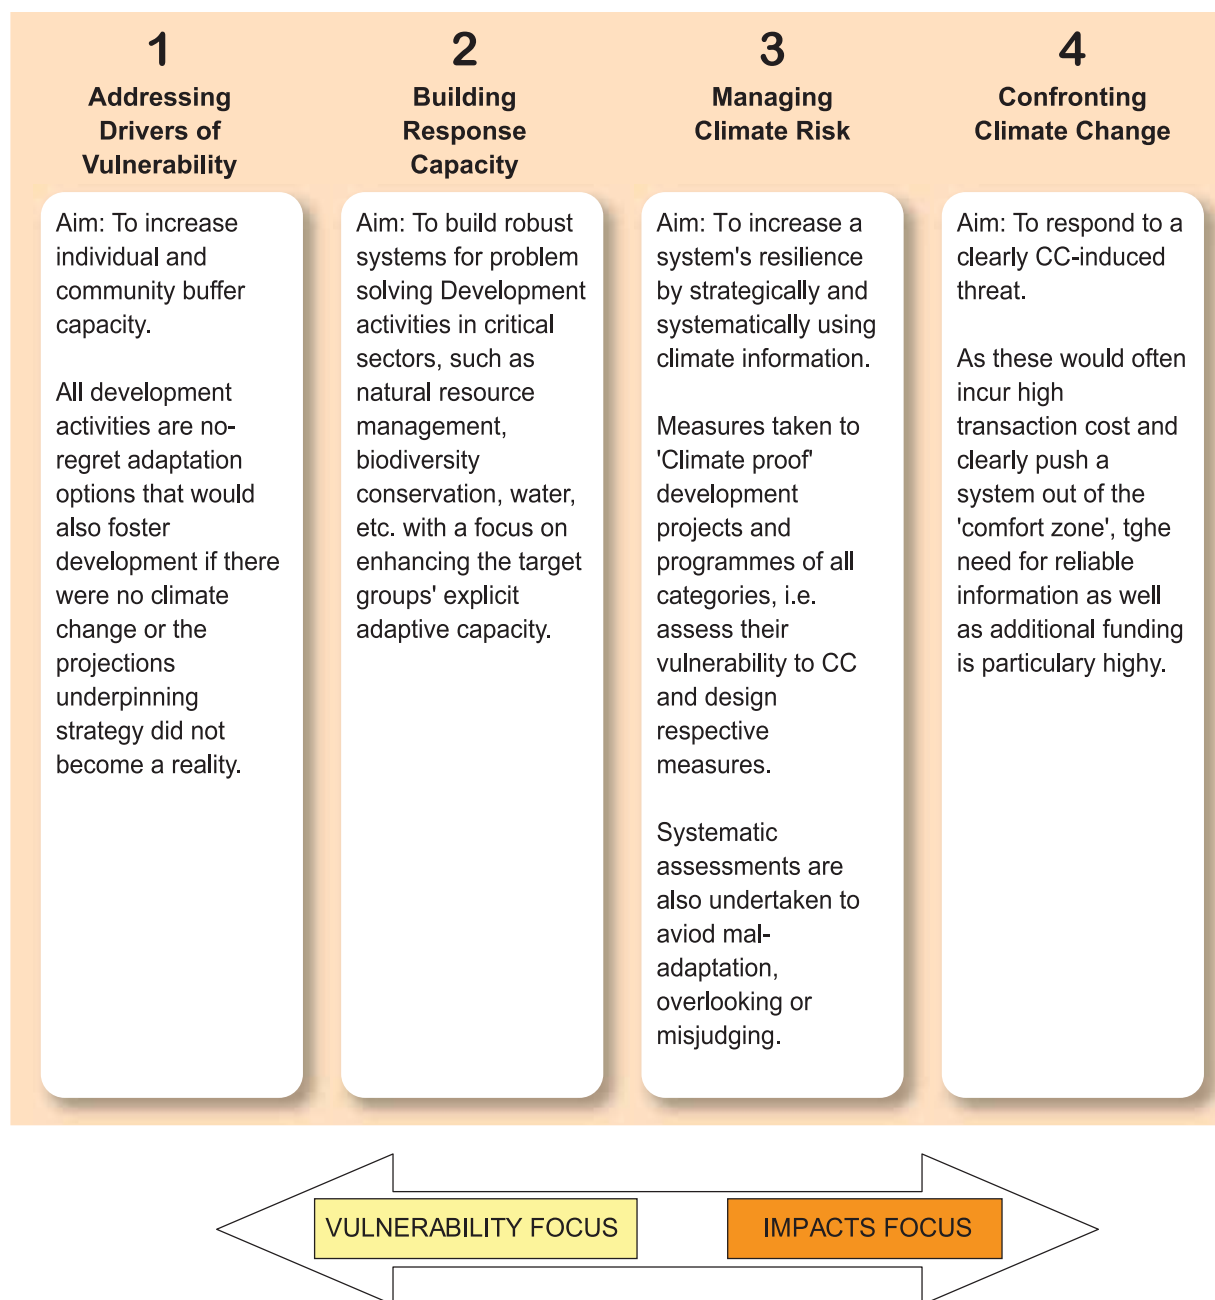 1
Addressing
Drivers of
Vulnerability
Aim: To increase
individual and
community buffer
capacity.
All development
activities are no-
regret adaptation
options that would
also foster
development if there
were no climate
change or the
projections
underpinning
strategy did not
become a reality.
2
Building
Response
Capacity
Aim: To build robust
systems for problem
solving Development
activities in critical
sectors, such as
natural resource
management,
biodiversity
conservation, water,
etc. with a focus on
enhancing the target
groups' explicit
adaptive capacity.
3
Managing
Climate Risk
Aim: To increase a
system's resilience
by strategically and
systematically using
climate information.
Measures taken to
'Climate proof'
development
projects and
programmes of all
categories, i.e.
assess their
vulnerability to CC
and design
respective
measures.
Systematic
assessments are
also undertaken to
aviod mal-
adaptation,
overlooking or
misjudging.
4
Confronting
Climate Change
Aim: To respond to a
clearly CC-induced
threat.
As these would often
incur high
transaction cost and
clearly push a
system out of the
'comfort zone', tghe
need for reliable
information as well
as additional funding
is particulary highy.
VULNERABILITY FOCUS
IMPACTS FOCUS